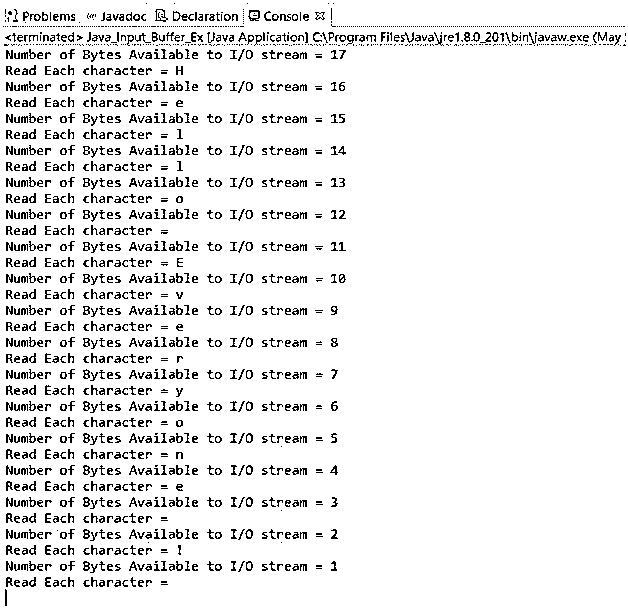 Problems Javadoc Declaration Console
<terminated> Java_Input_Buffer_Ex [Java Application] C:\Program Files\Java\jre1.8.0_201\bin\javaw.exe (May
Number of Bytes Available to I/O stream = 17
Read Each character = H
Number of Bytes Available to I/O stream = 16
Read Each character = e
Number of Bytes Available to I/O stream = 15
Read Each character = l
Number of Bytes Available to I/O stream = 14
Read Each character = l
Number of Bytes Available to I/O stream = 13
Read Each character = o
Number of Bytes Available to I/O stream = 12
Read Each character =
Number of Bytes Available to I/O stream = 11
Read Each character = E
Number of Bytes Available to I/O stream = 10
Read Each character = v
Number of Bytes Available to I/O stream = 9
Read Each character = e
Number of Bytes Available to I/O stream = 8
Read Each character = r
Number of Bytes Available to I/O stream = 7
Read Each character = y
Number of Bytes Available to I/O stream = 6
Read Each character = o
Number of Bytes Available to I/O stream = 5
Read Each character = n
Number of Bytes Available to I/O stream = 4
Read Each character = e
Number of Bytes Available to I/O stream = 3
Read Each character =
Number of Bytes Available to I/O stream = 2
Read Each character = !
Number of Bytes Available to I/O stream = 1
Read Each character =